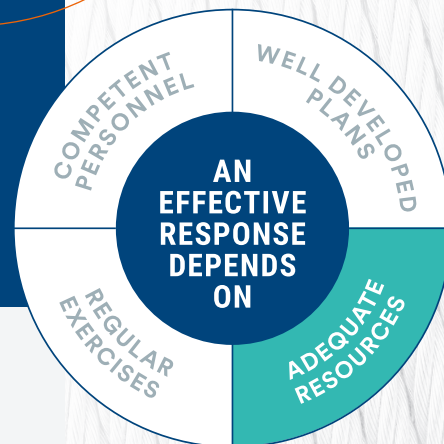 COMPETENT
PERSONNEL
WELL DEVELOPED
PLANS
AN
EFFECTIVE
RESPONSE
DEPENDS
ON
REGULAR
EXERCISES
ADEQUATE
RESOURCES